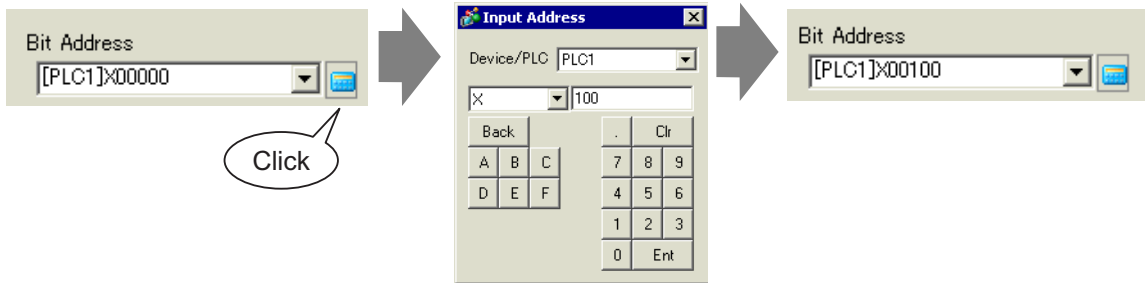 Bit Address
[PLC1]X00000
Click
Input Address
Device/PLC PLC1
X 100
Back . Clr
A B C 7 8 9
D E F 4 5 6
1 2 3
0 Ent
Bit Address
[PLC1]X00100